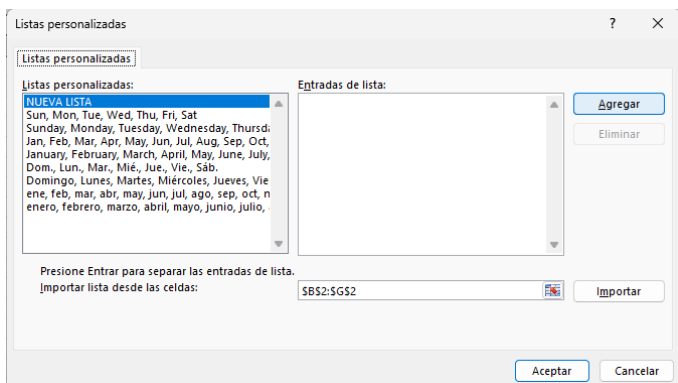 Listas personalizadas
?
Listas personalizadas
Listas personalizadas:
Entradas de lista:
NUEVA LISTA
Sun, Mon, Tue, Wed, Thu, Fri, Sat
Sunday, Monday, Tuesday, Wednesday, Thursd
Jan, Feb, Mar, Apr, May, Jun, Jul, Aug, Sep, Oct,
January, February, March, April, May, June, July,
Dom., Lun., Mar., Mié., Jue., Vie., Sáb.
Domingo, Lunes, Martes, Miércoles, Jueves, Vie
ene, feb, mar, abr, may, jun, jul, ago, sep, oct, n
enero, febrero, marzo, abril, mayo, junio, julio,
Agregar
Eliminar
Presione Entrar para separar las entradas de lista.
Importar lista desde las celdas:
$B$2:$G$2
Importar
Aceptar
Cancelar